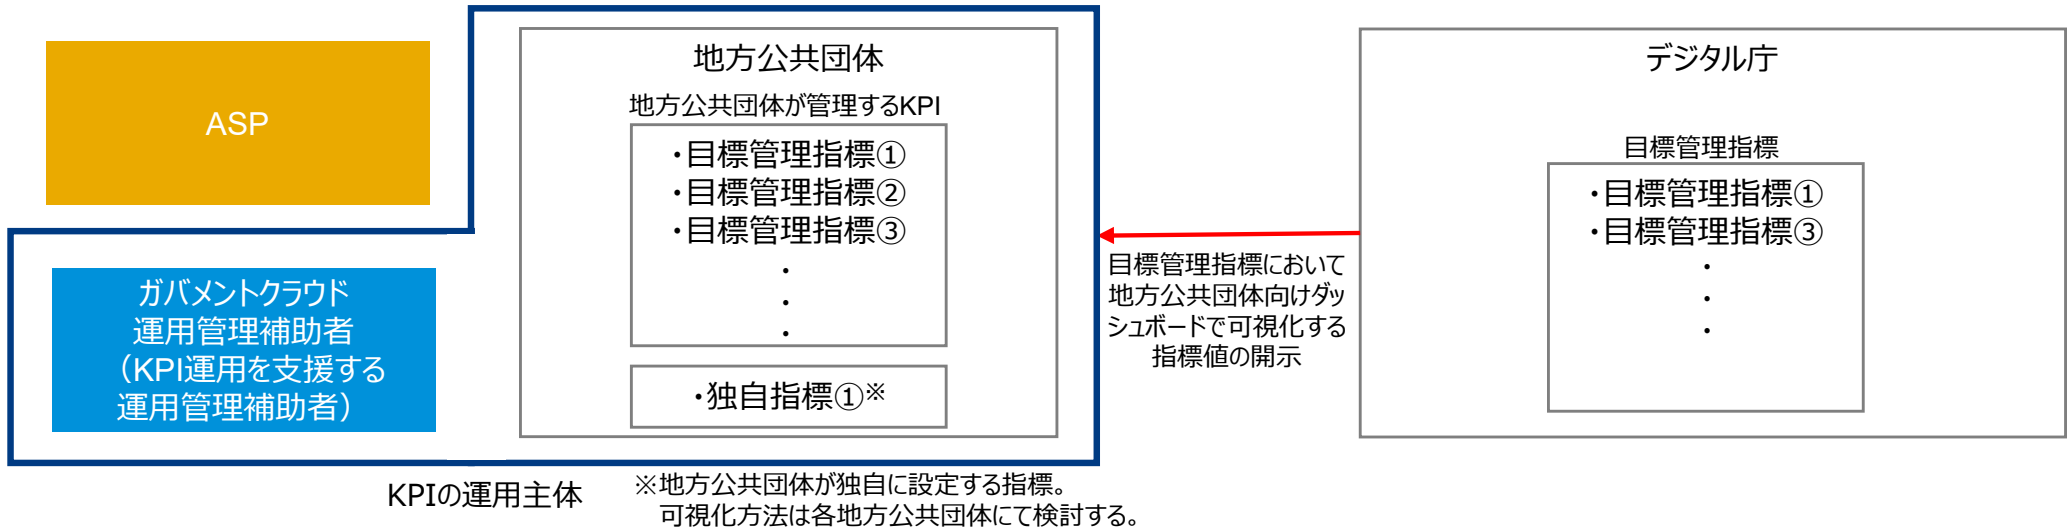 ASP
ガバメントクラウド
運用管理補助者
（KPI運用を支援する
運用管理補助者）
地方公共団体
地方公共団体が管理するKPI
・目標管理指標①
・目標管理指標②
・目標管理指標③
・
・
・
・独自指標①※
KPIの運用主体
※地方公共団体が独自に設定する指標。
可視化方法は各地方公共団体にて検討する。
目標管理指標において
地方公共団体向けダッ
シュボードで可視化する
指標値の開示
デジタル庁
目標管理指標
・目標管理指標①
・目標管理指標③
・
・
・